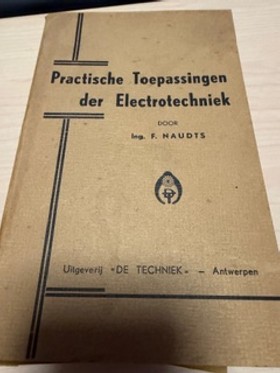 Practische Toepassingen
der Electrotechniek
DOOR
Ing. F. NAUDTS
Uitgeverij «DE TECHNIEK» – Antwerpen